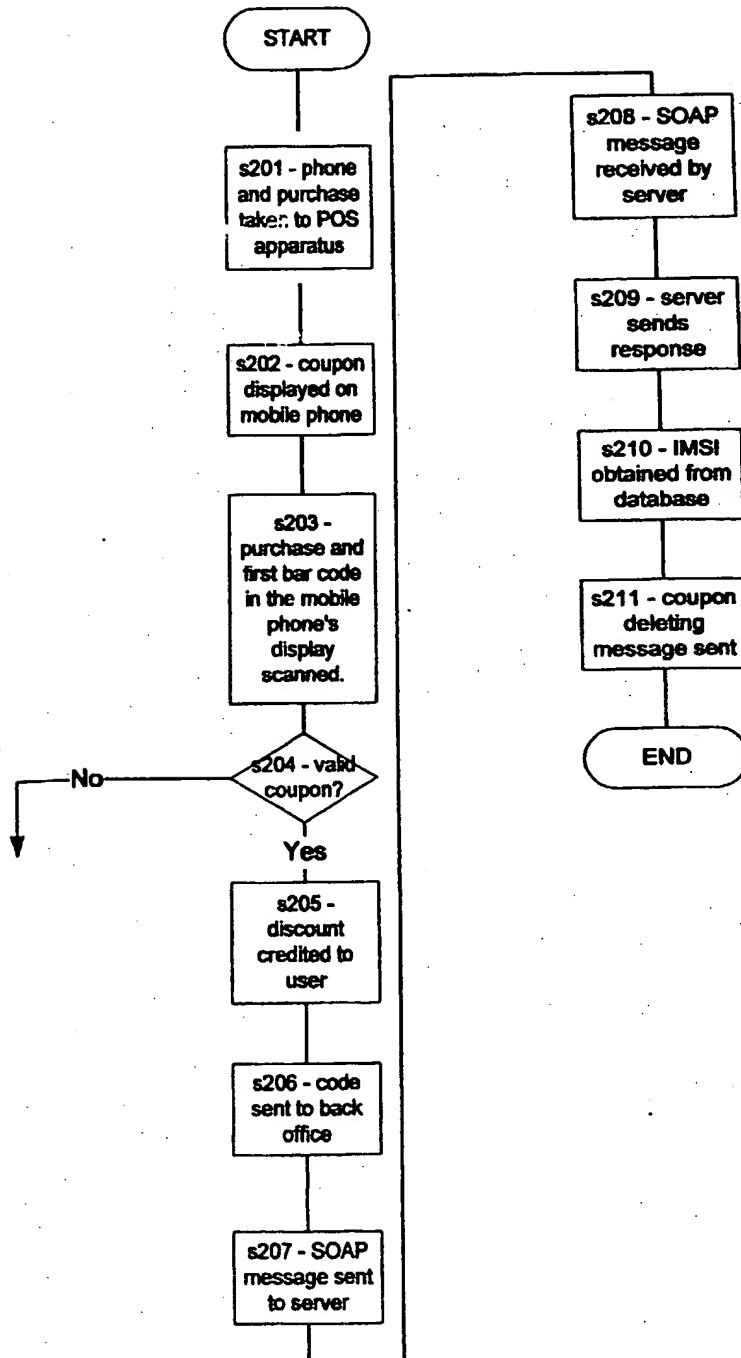 START
s201 - phone
and purchase
taken to POS
apparatus
s202 - coupon
displayed on
mobile phone
s203 -
purchase and
first bar code
in the mobile
phone's
display
scanned.
s204 - valid
coupon?
No
Yes
s205 -
discount
credited to
user
s206 - code
sent to back
office
s207 - SOAP
message sent
to server
s208 - SOAP
message
received by
server
s209 - server
sends
response
s210 - IMSI
obtained from
database
s211 - coupon
deleting
message sent
END